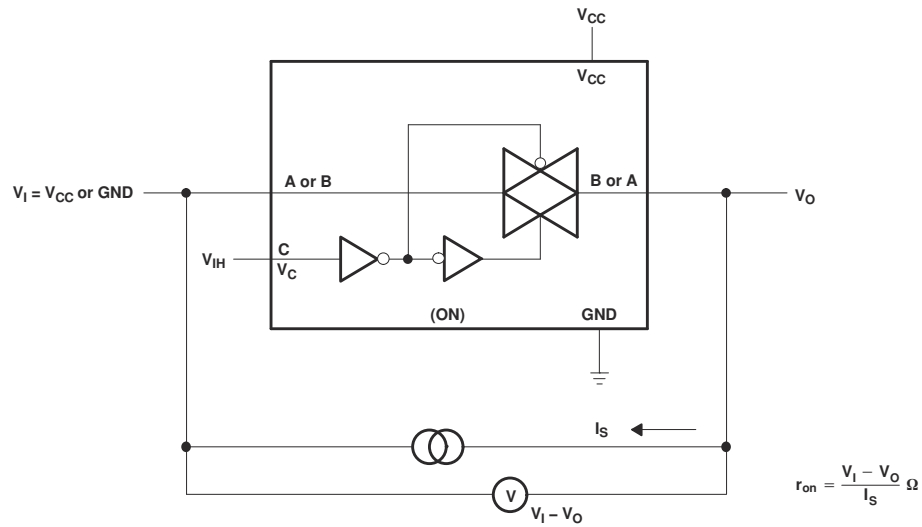 VCC
VCC
VI = VCC or GND
A or B
B or A
VO
VIH
C
VC
(ON)
GND
IS
V
VI – VO
ron = VI – VO / IS Ω